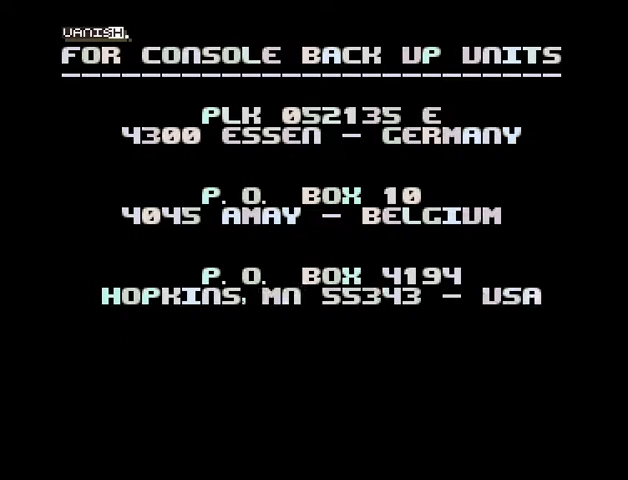 VANISH.
FOR CONSOLE BACK UP UNITS
-------------------------
PLK 052135 E
4300 ESSEN - GERMANY
P.O. BOX 10
4045 AMAY - BELGIUM
P.O. BOX 4194
HOPKINS, MN 55343 - USA